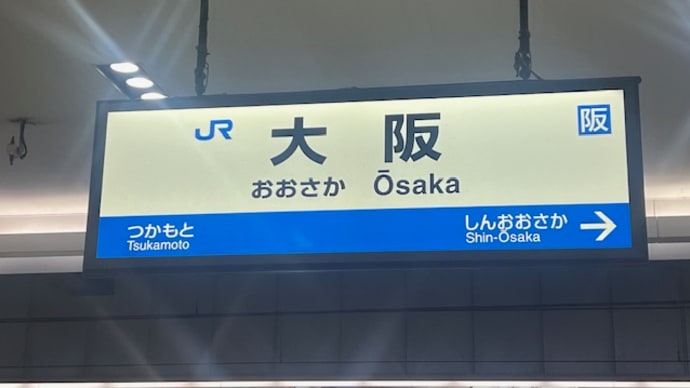 JR 大阪 阪
おおさか Ōsaka
つかもと しんおおさか →
Tsukamoto Shin-Ōsaka